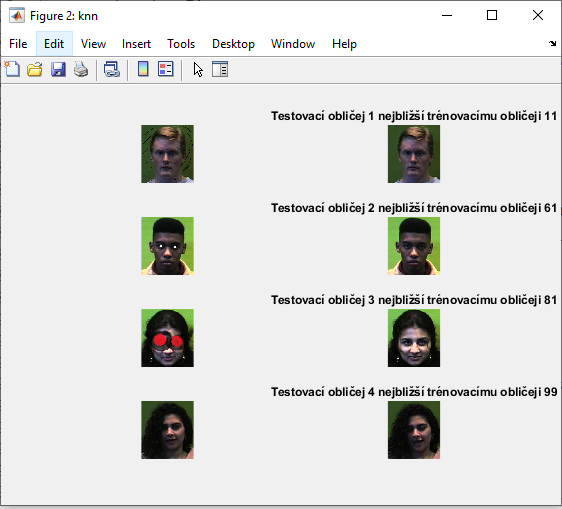 Figure 2: knn
File Edit View Insert Tools Desktop Window Help
Testovací obličej 1 nejbližší trénovacímu obličeji 11
Testovací obličej 2 nejbližší trénovacímu obličeji 61
Testovací obličej 3 nejbližší trénovacímu obličeji 81
Testovací obličej 4 nejbližší trénovacímu obličeji 99